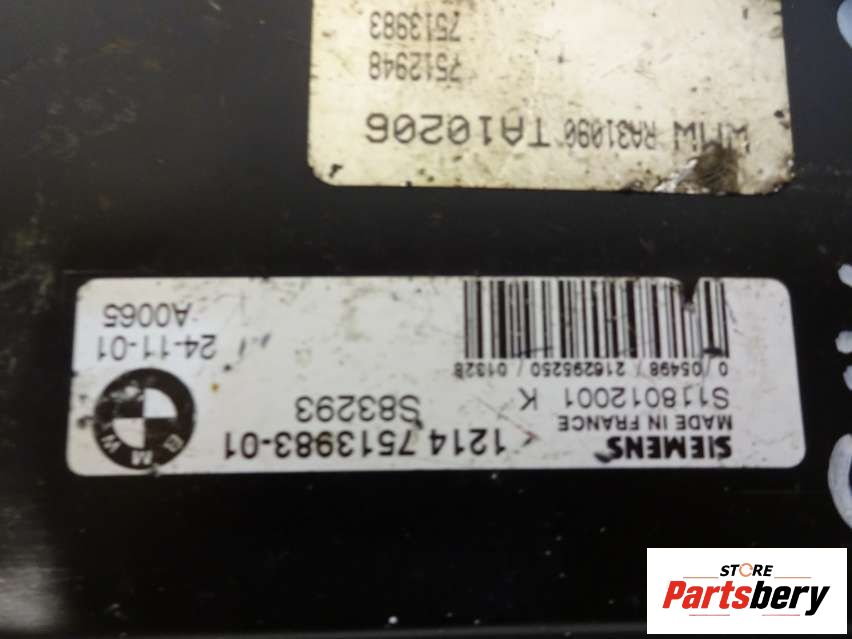 WMW RA31090 TA10206
7512948
7513983
SIEMENS
MADE IN FRANCE
S118012001 K
0 / 05498 / 216295250 / 01328
1214 7513983-01
S83293
BMW
24-11-01
A0065
STORE
Partsbery